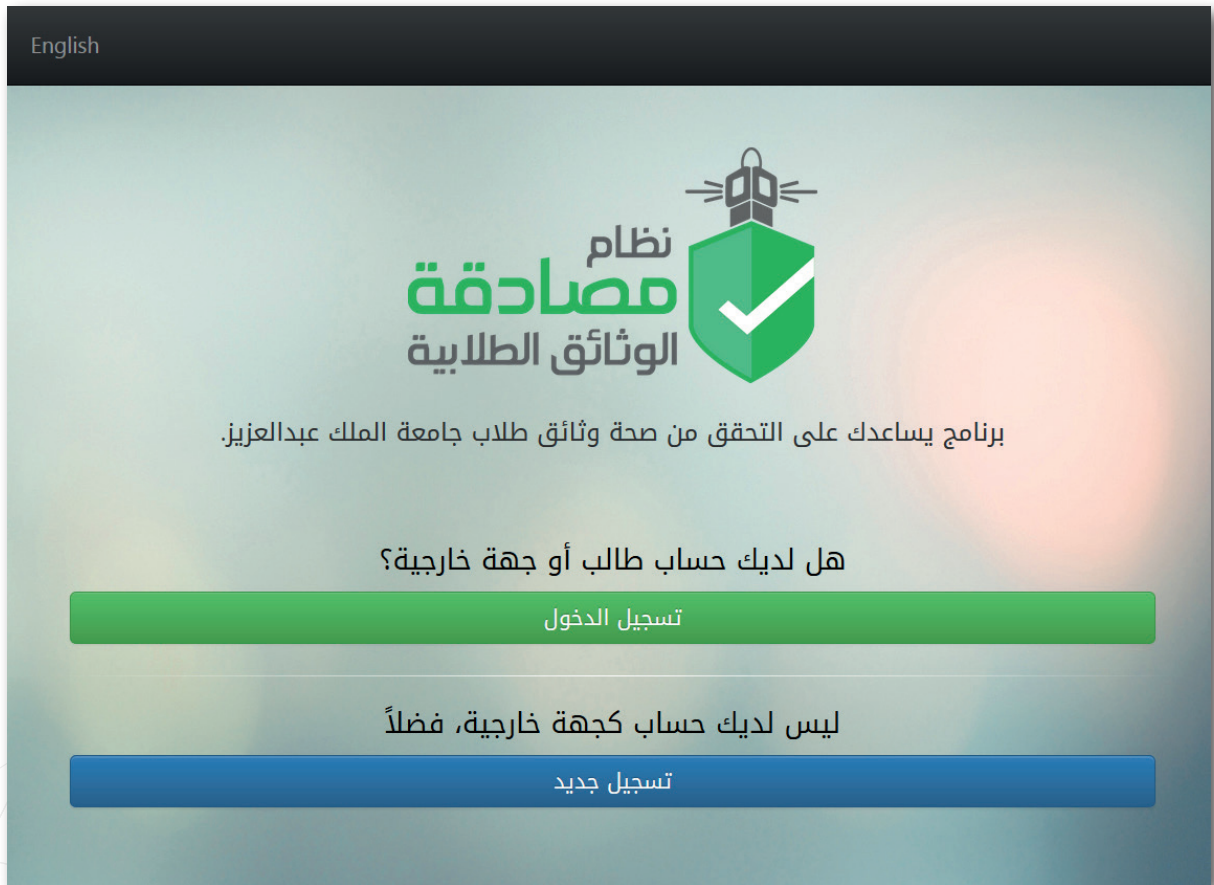 English
نظام
مصادقة
الوثائق الطلابية
برنامج يساعدك على التحقق من صحة وثائق طلاب جامعة الملك عبدالعزيز.
هل لديك حساب طالب أو جهة خارجية؟
تسجيل الدخول
ليس لديك حساب كجهة خارجية، فضلاً
تسجيل جديد